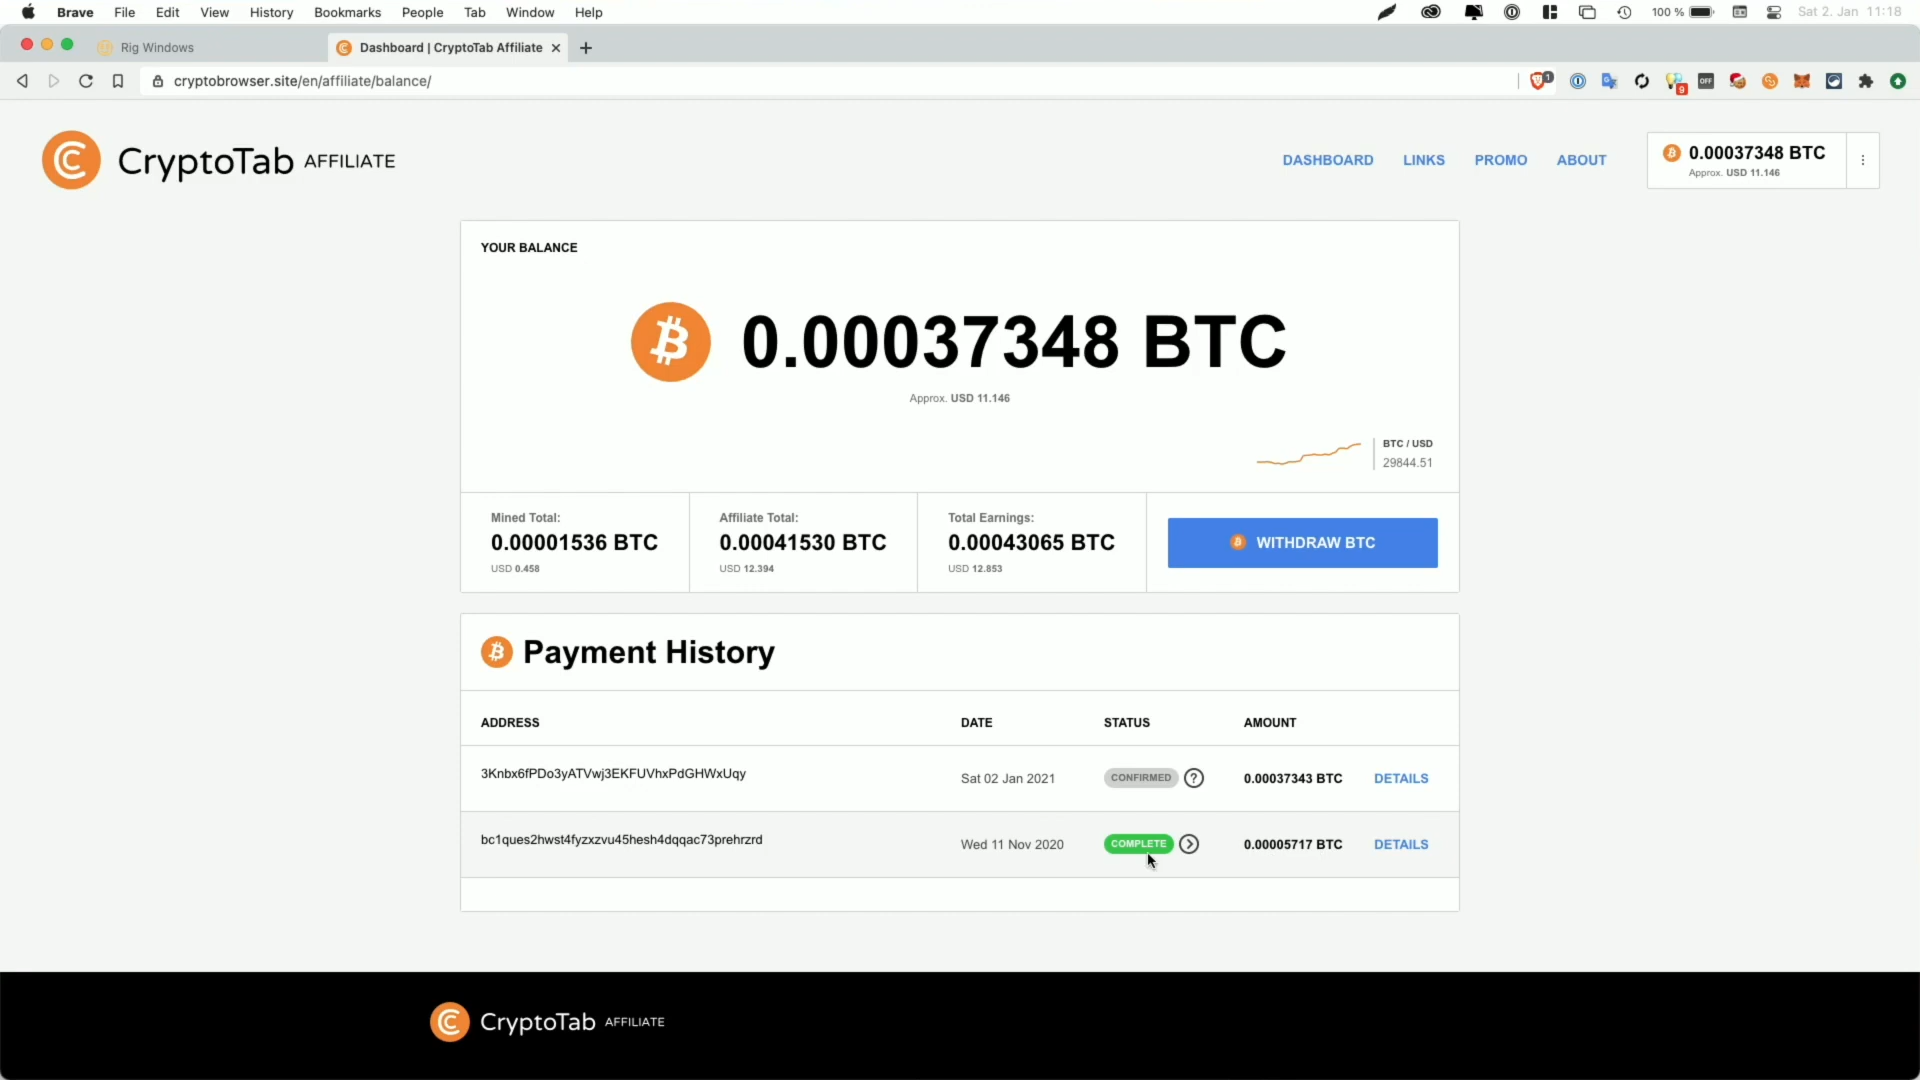 Brave File Edit View History Bookmarks People Tab Window Help 100 % Sat 2. Jan 11:18
Rig Windows Dashboard | CryptoTab Affiliate
cryptobrowser.site/en/affiliate/balance/ 1 9 OFF
CryptoTab AFFILIATE
DASHBOARD LINKS PROMO ABOUT
0.00037348 BTC
Approx. USD 11.146
YOUR BALANCE
0.00037348 BTC
Approx. USD 11.146
BTC / USD
29844.51
Mined Total:
0.00001536 BTC
USD 0.458
Affiliate Total:
0.00041530 BTC
USD 12.394
Total Earnings:
0.00043065 BTC
USD 12.853
WITHDRAW BTC
Payment History
ADDRESS DATE STATUS AMOUNT
3Knbx6fPDo3yATVwj3EKFUVhxPdGHWxUqy Sat 02 Jan 2021 CONFIRMED ? 0.00037343 BTC DETAILS
bc1ques2hwst4fyzxzvu45hesh4dqqac73prehrzrd Wed 11 Nov 2020 COMPLETE 0.00005717 BTC DETAILS
CryptoTab AFFILIATE